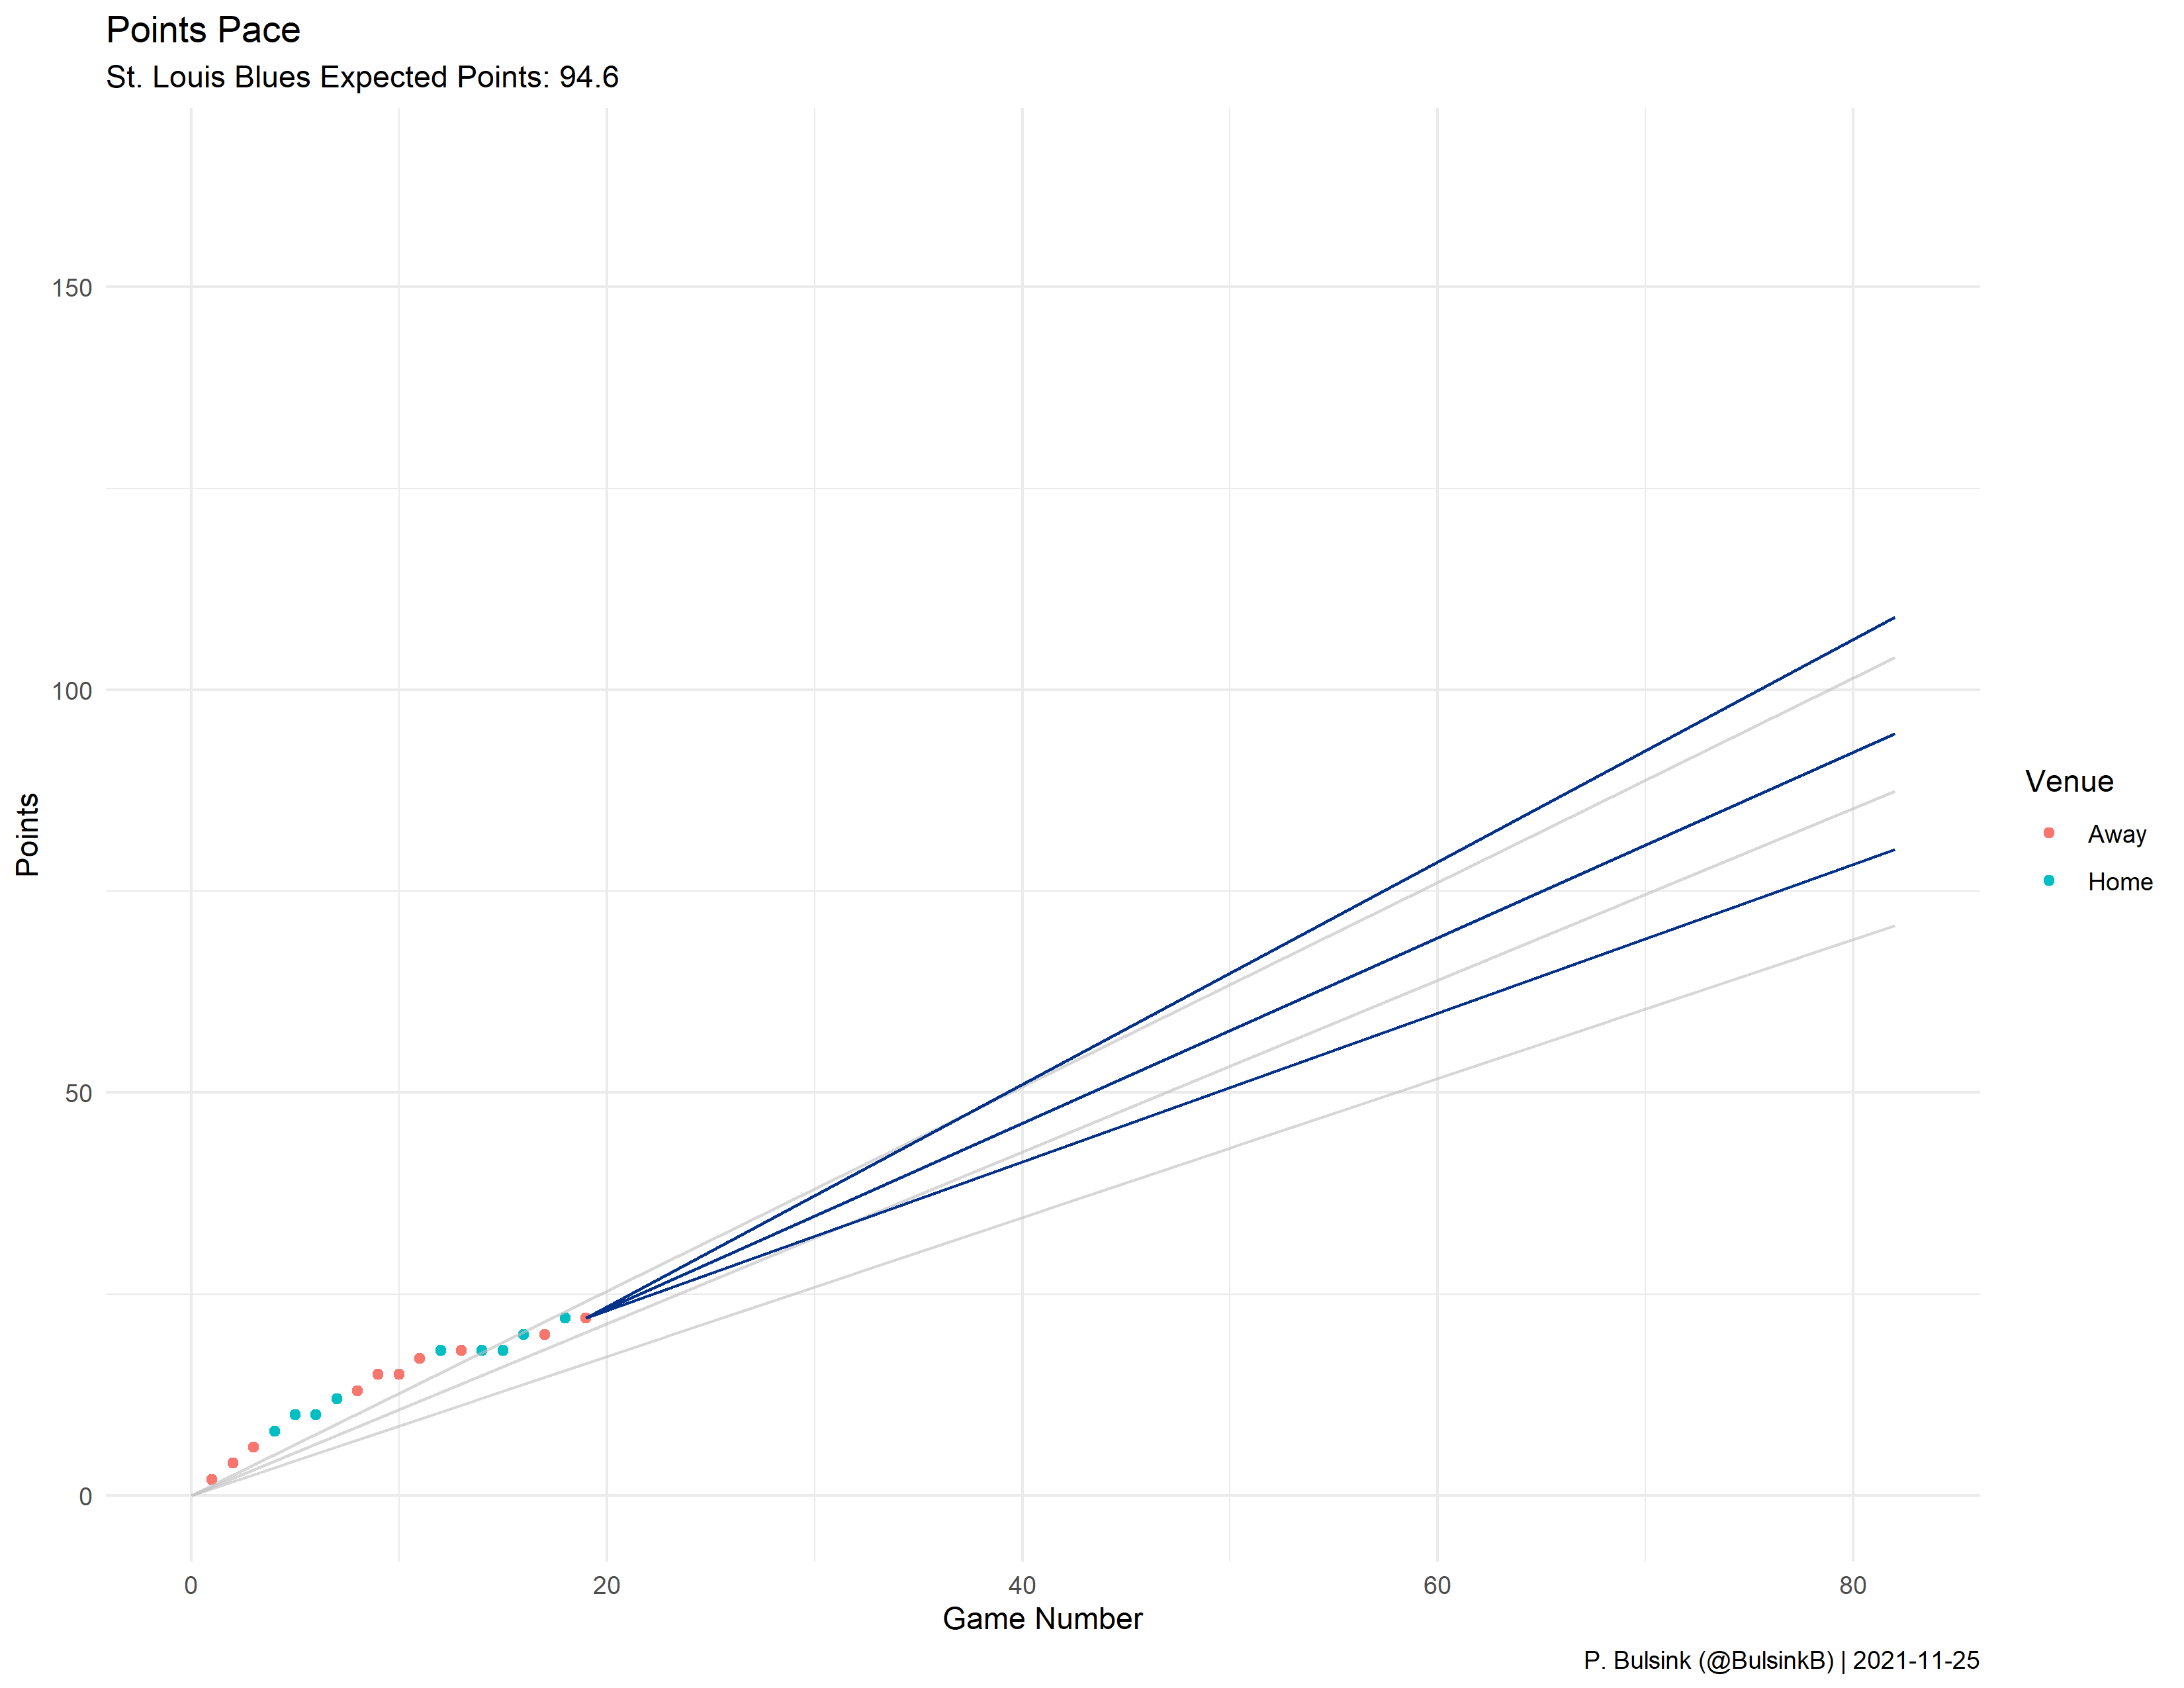 Points Pace
St. Louis Blues Expected Points: 94.6
150
100
50
0
Points
0 20 40 60 80
Game Number
Venue
Away
Home
P. Bulsink (@BulsinkB) | 2021-11-25